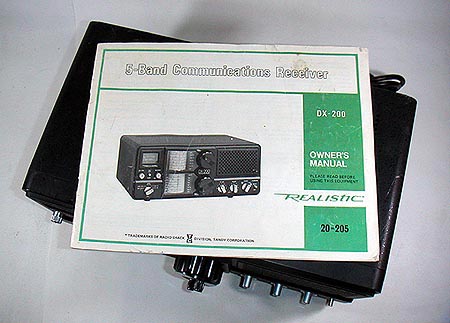 5-Band Communications Receiver
DX-200
OWNER'S
MANUAL
PLEASE READ BEFORE
USING THIS EQUIPMENT
REALISTIC
20-205
* TRADEMARKS OF RADIO SHACK DIVISION, TANDY CORPORATION